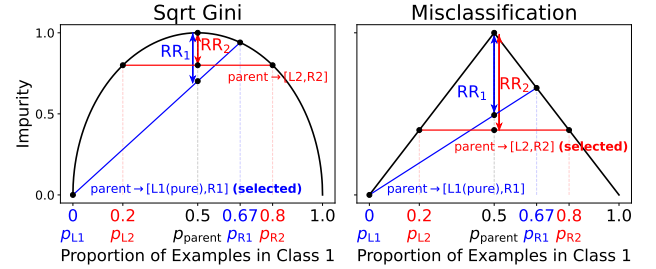 Sqrt Gini
Impurity
1.0
0.5
0.0
RR1
RR2
parent→[L2,R2]
parent→[L1(pure),R1] (selected)
0 0.2 0.5 0.67 0.8 1.0
pL1 pL2 pparent pR1 pR2
Proportion of Examples in Class 1
Misclassification
RR1
RR2
parent→[L2,R2] (selected)
parent→[L1(pure),R1]
0 0.2 0.5 0.67 0.8 1.0
pL1 pL2 pparent pR1 pR2
Proportion of Examples in Class 1